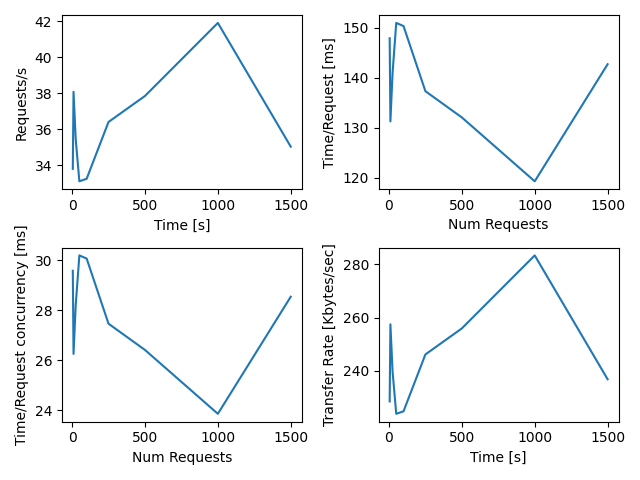 42
40
38
36
34
Requests/s
0 500 1000 1500
Time [s]
150
140
130
120
Time/Request [ms]
0 500 1000 1500
Num Requests
30
28
26
24
Time/Request concurrency [ms]
0 500 1000 1500
Num Requests
280
260
240
Transfer Rate [Kbytes/sec]
0 500 1000 1500
Time [s]